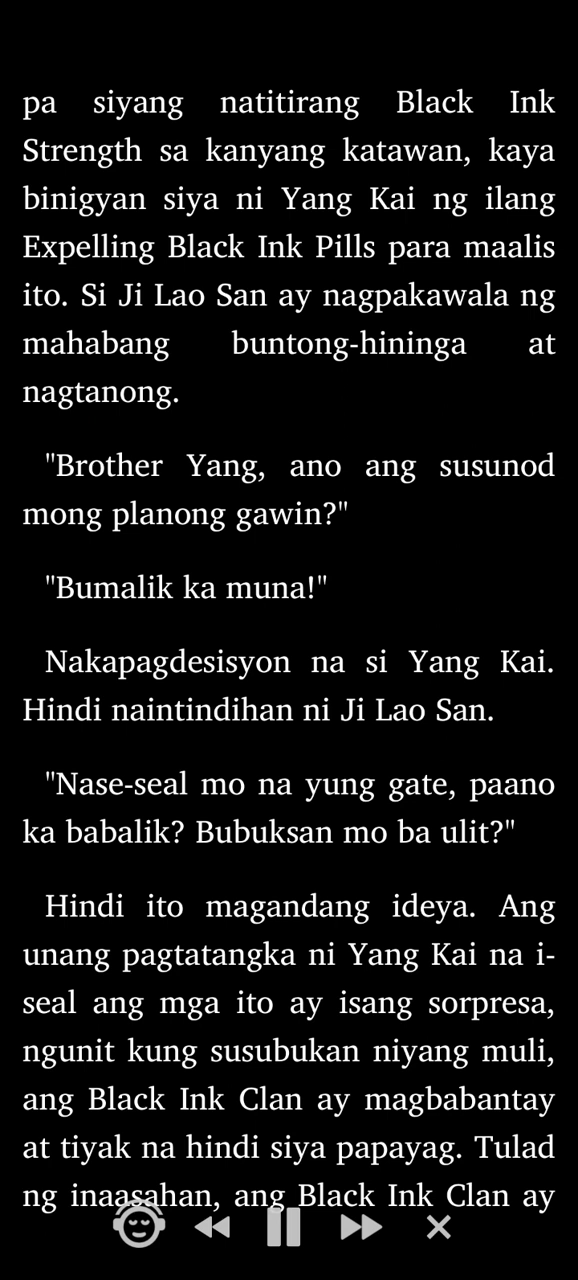 pa siyang natitirang Black Ink
Strength sa kanyang katawan, kaya
binigyan siya ni Yang Kai ng ilang
Expelling Black Ink Pills para maalis
ito. Si Ji Lao San ay nagpakawala ng
mahabang buntong-hininga at
nagtanong.
"Brother Yang, ano ang susunod
mong planong gawin?"
"Bumalik ka muna!"
Nakapagdesisyon na si Yang Kai.
Hindi naintindihan ni Ji Lao San.
"Nase-seal mo na yung gate, paano
ka babalik? Bubuksan mo ba ulit?"
Hindi ito magandang ideya. Ang
unang pagtatangka ni Yang Kai na i-
seal ang mga ito ay isang sorpresa,
ngunit kung susubukan niyang muli,
ang Black Ink Clan ay magbabantay
at tiyak na hindi siya papayag. Tulad
ng inaasahan, ang Black Ink Clan ay